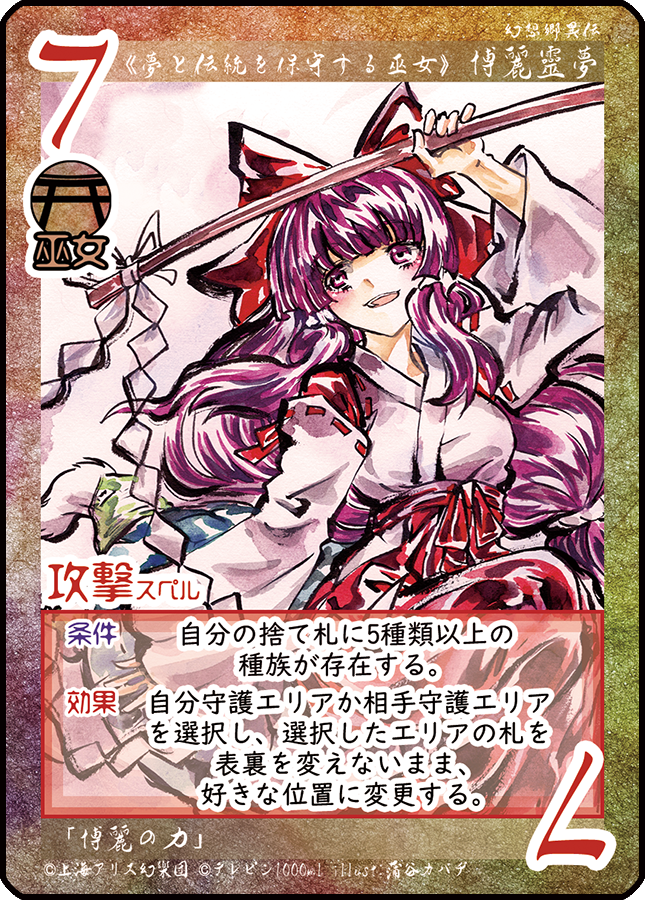 幻想郷異伝
7
《夢と伝統を保守する巫女》 博麗靈夢
巫女
攻撃スペル
条件 自分の捨て札に5種類以上の
種族が存在する。
効果 自分守護エリアか相手守護エリア
を選択し、選択したエリアの札を
表裏を変えないまま、
好きな位置に変更する。
「博麗の力」
7
©上海アリス幻樂団 ©テレピン1000ml illust:蒲谷カバヂ